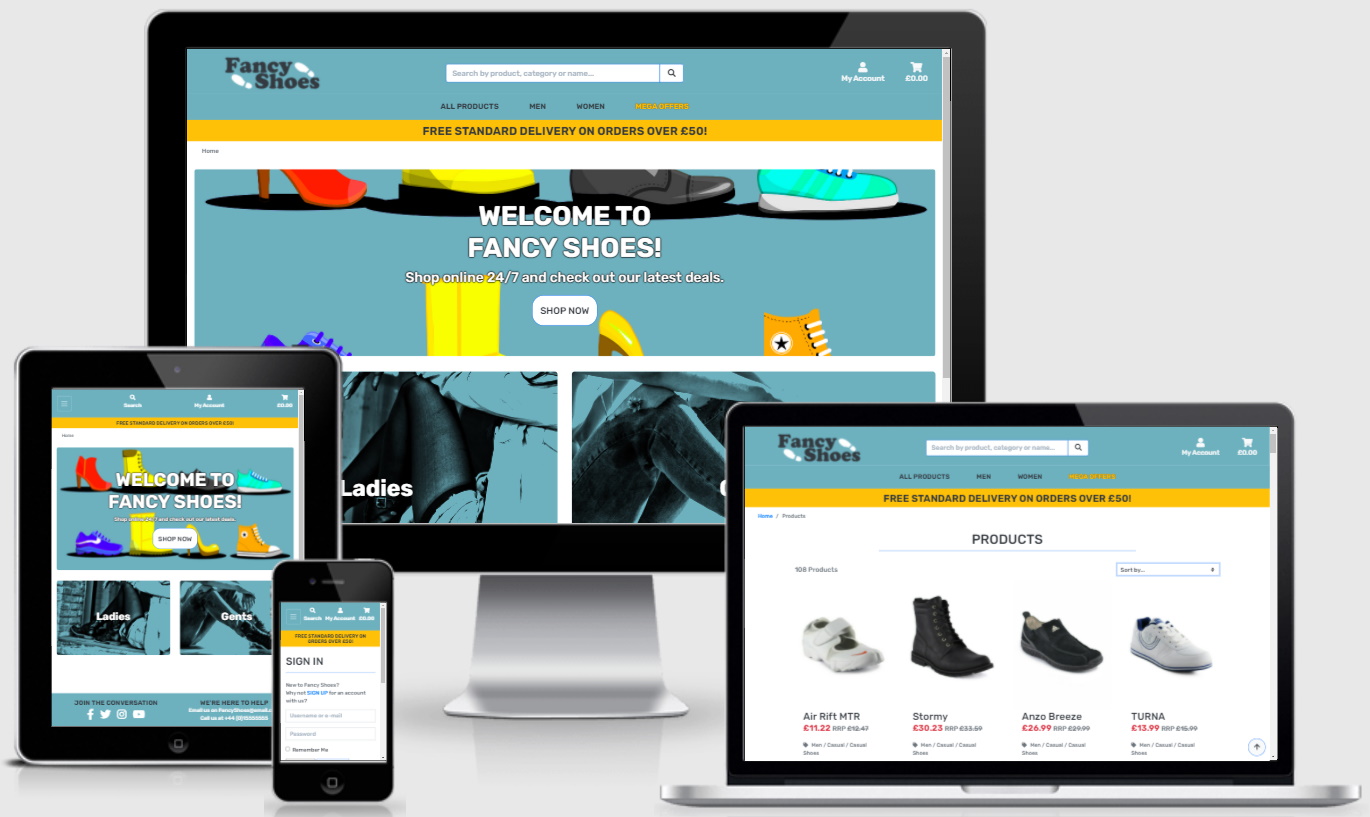 Fancy
Shoes
Search by product, category or name...
My Account
£0.00
ALL PRODUCTS
MEN
WOMEN
MEGA OFFERS
FREE STANDARD DELIVERY ON ORDERS OVER £50!
Home
WELCOME TO
FANCY SHOES!
Shop online 24/7 and check out our latest deals.
SHOP NOW
Ladies
Search
My Account
£0.00
FREE STANDARD DELIVERY ON ORDERS OVER £50!
Home
WELCOME TO
FANCY SHOES!
Shop online 24/7 and check out our latest deals.
SHOP NOW
Ladies
Gents
JOIN THE CONVERSATION
WE'RE HERE TO HELP
Email us on FancyShoes@email.c
Search
My Account
£0.00
FREE STANDARD DELIVERY ON
ORDERS OVER £50!
SIGN IN
New to Fancy Shoes?
Why not SIGN UP for an account
with us?
Username or e-mail
Password
Remember Me
Fancy
Shoes
Search by product, category or name...
My Account
£0.00
ALL PRODUCTS
MEN
WOMEN
MEGA OFFERS
FREE STANDARD DELIVERY ON ORDERS OVER £50!
Home / Products
PRODUCTS
108 Products
Sort by...
Air Rift MTR
£11.22 RRP £12.47
Men / Casual / Casual
Shoes
Stormy
£30.23 RRP £33.59
Men / Casual / Casual
Shoes
Anzo Breeze
£26.99 RRP £29.99
Men / Casual / Casual
Shoes
TURNA
£13.99 RRP £15.99
Men / Casual / Casual
Shoes